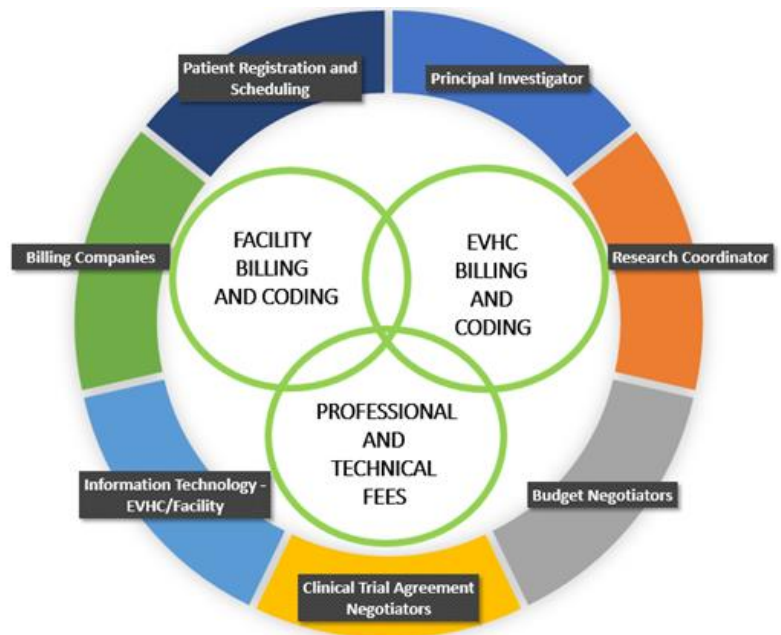 Patient Registration and
Scheduling
Principal Investigator
FACILITY
BILLING
AND CODING
EVHC
BILLING
AND
CODING
Billing Companies
Research Coordinator
PROFESSIONAL
AND
TECHNICAL
FEES
Information Technology -
EVHC/Facility
Budget Negotiators
Clinical Trial Agreement
Negotiators